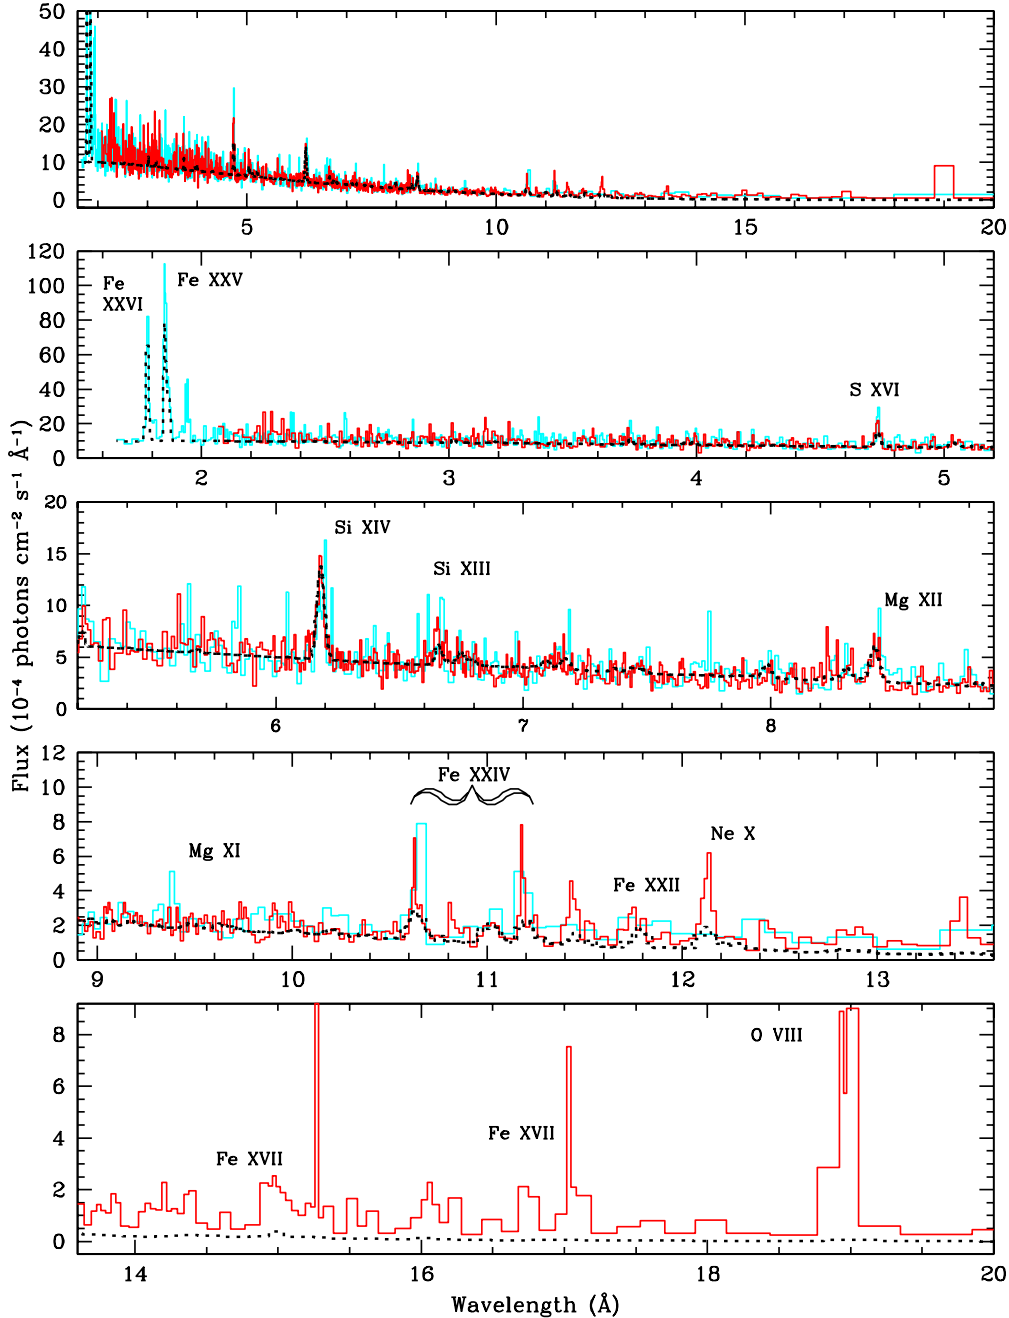 50
40
30
20
10
0
5 10 15 20
120
100
80
60
40
20
0
Fe
XXVI
Fe XXV
S XVI
2 3 4 5
20
15
10
5
0
Si XIV
Si XIII
Mg XII
6 7 8
12
10
8
6
4
2
0
Fe XXIV
Mg XI
Fe XXII
Ne X
9 10 11 12 13
8
6
4
2
0
Fe XVII
Fe XVII
O VIII
14 16 18 20
Wavelength (Å)
Flux (10⁻⁴ photons cm⁻² s⁻¹ Å⁻¹)